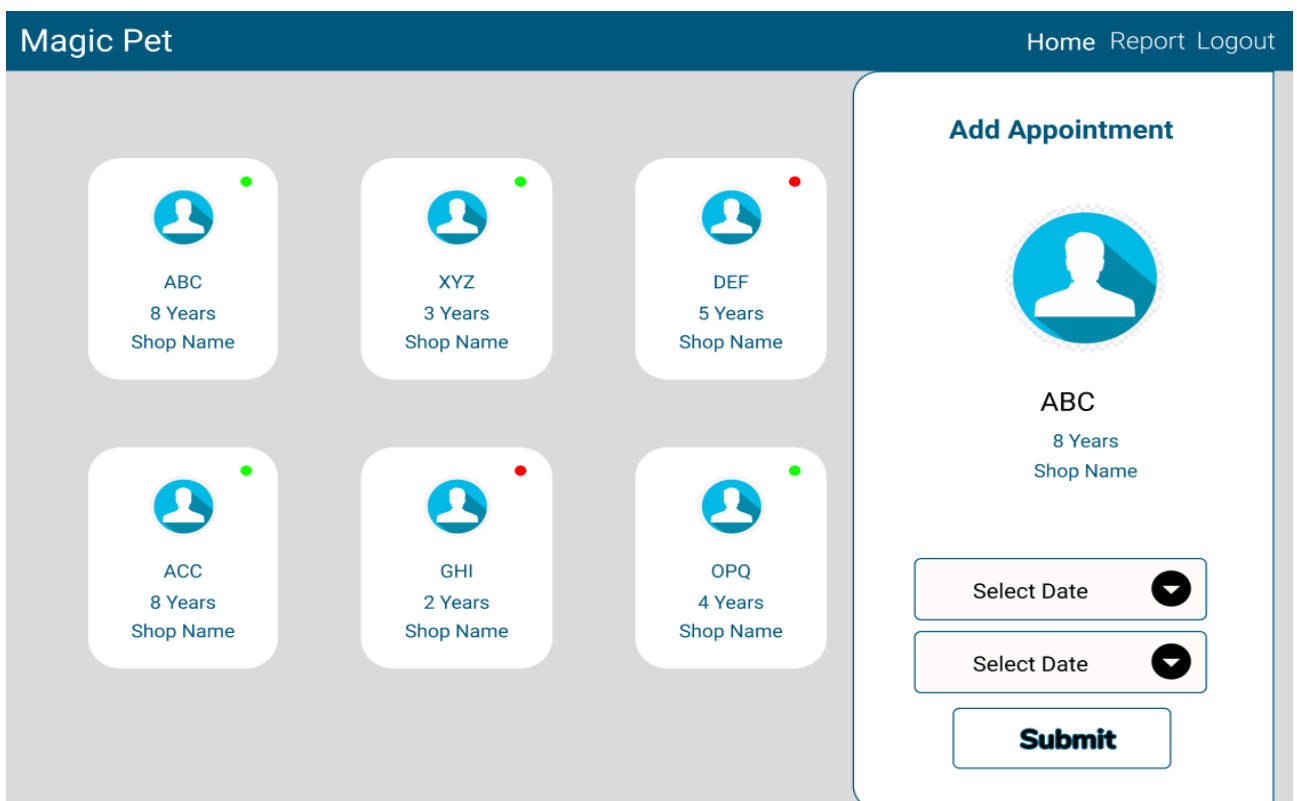 Magic Pet
Home Report Logout
ABC
8 Years
Shop Name
XYZ
3 Years
Shop Name
DEF
5 Years
Shop Name
ACC
8 Years
Shop Name
GHI
2 Years
Shop Name
OPQ
4 Years
Shop Name
Add Appointment
ABC
8 Years
Shop Name
Select Date
Select Date
Submit